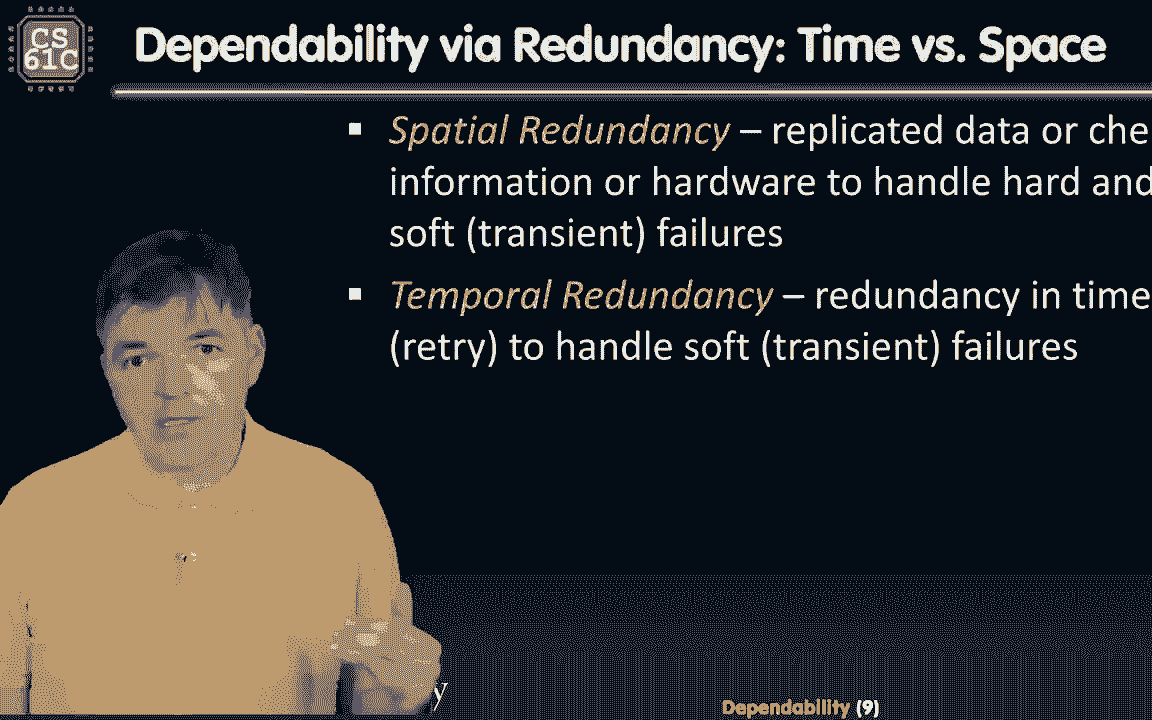 CS
61C
Dependability via Redundancy: Time vs. Space
▪ Spatial Redundancy – replicated data or che
information or hardware to handle hard and
soft (transient) failures
▪ Temporal Redundancy – redundancy in time
(retry) to handle soft (transient) failures
y
Dependability (9)